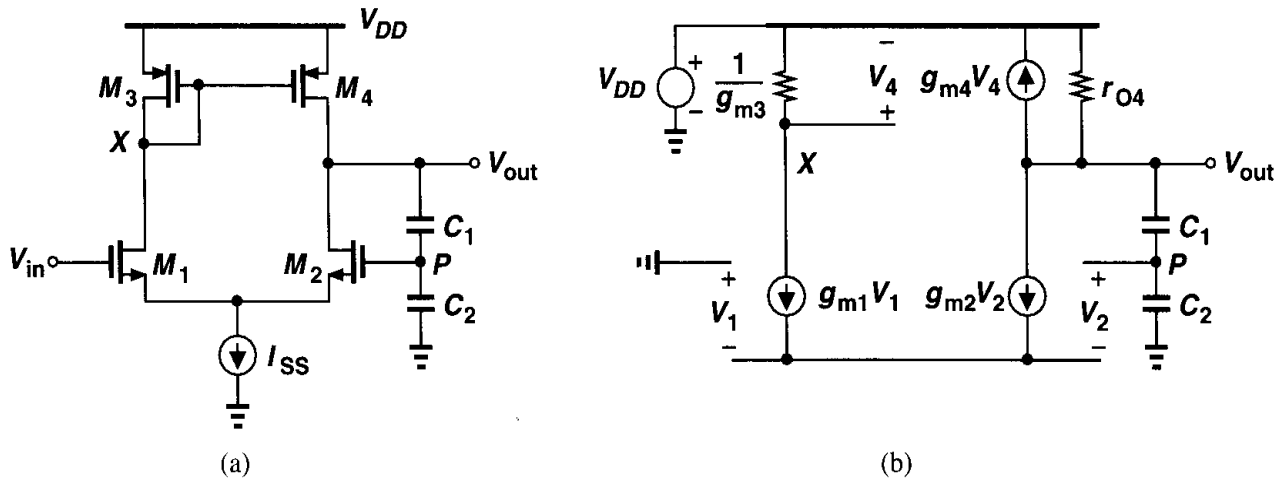 V_DD
M_3
M_4
X
V_out
C_1
V_in
M_1
M_2
P
C_2
I_SS
(a)
V_DD
+
−
1/g_m3
−
V_4
+
g_m4V_4
r_O4
X
V_out
C_1
P
+
V_1
−
g_m1V_1
g_m2V_2
+
V_2
−
C_2
(b)